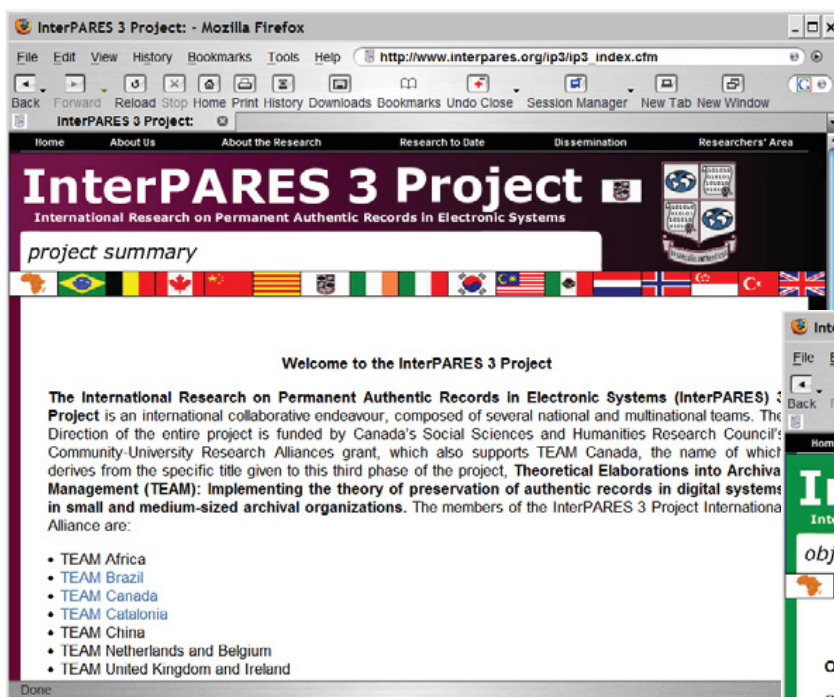 InterPARES 3 Project: - Mozilla Firefox
File Edit View History Bookmarks Tools Help http://www.interpares.org/ip3/ip3_index.cfm
Back Forward Reload Stop Home Print History Downloads Bookmarks Undo Close Session Manager New Tab New Window
InterPARES 3 Project:
Home About Us About the Research Research to Date Dissemination Researchers' Area
InterPARES 3 Project
International Research on Permanent Authentic Records in Electronic Systems
project summary
Welcome to the InterPARES 3 Project
The International Research on Permanent Authentic Records in Electronic Systems (InterPARES) 3
Project is an international collaborative endeavour, composed of several national and multinational teams. The
Direction of the entire project is funded by Canada's Social Sciences and Humanities Research Council's
Community-University Research Alliances grant, which also supports TEAM Canada, the name of which
derives from the specific title given to this third phase of the project, Theoretical Elaborations into Archiva
Management (TEAM): Implementing the theory of preservation of authentic records in digital systems
in small and medium-sized archival organizations. The members of the InterPARES 3 Project Internationa
Alliance are:
• TEAM Africa
• TEAM Brazil
• TEAM Canada
• TEAM Catalonia
• TEAM China
• TEAM Netherlands and Belgium
• TEAM United Kingdom and Ireland
Done
Inte
File E
Back
Hom
In
Inte
obj
O